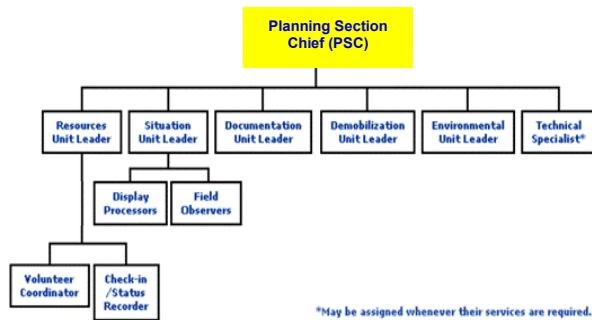 Planning Section
Chief (PSC)
Resources
Unit Leader
Situation
Unit Leader
Documentation
Unit Leader
Demobilization
Unit Leader
Environmental
Unit Leader
Technical
Specialist*
Display
Processors
Field
Observers
Volunteer
Coordinator
Check-in
/Status
Recorder
*May be assigned whenever their services are required.